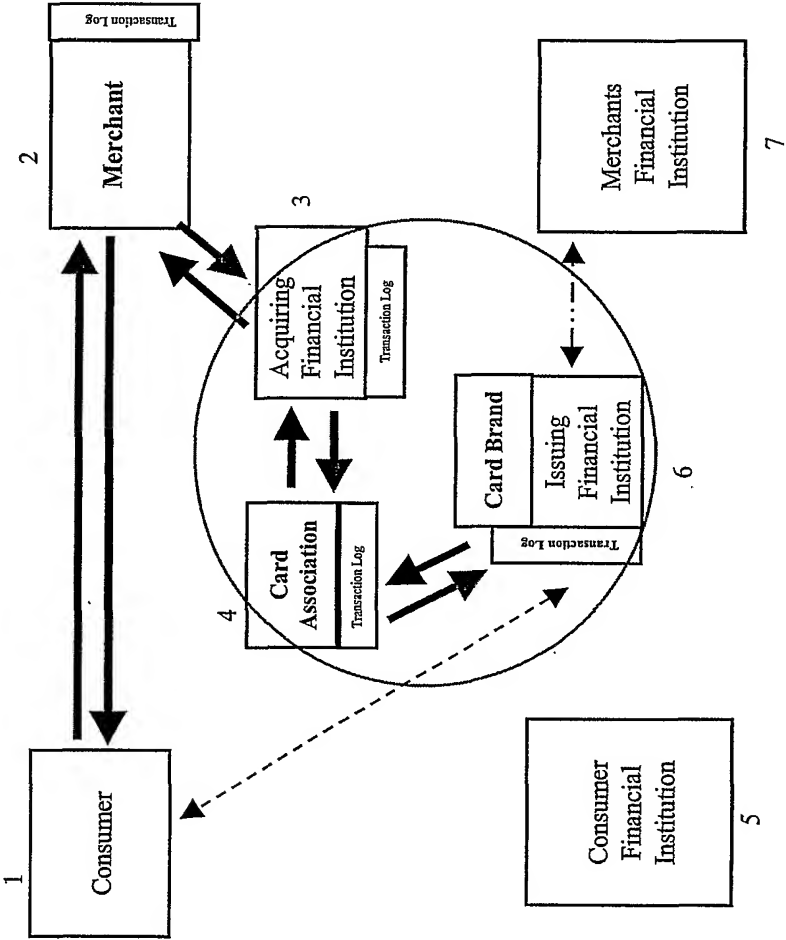 1
Consumer
2
Merchant
Transaction Log
3
Acquiring
Financial
Institution
Transaction Log
4
Card
Association
Transaction Log
Transaction Log
Card Brand
Issuing
Financial
Institution
6
Consumer
Financial
Institution
5
Merchants
Financial
Institution
7